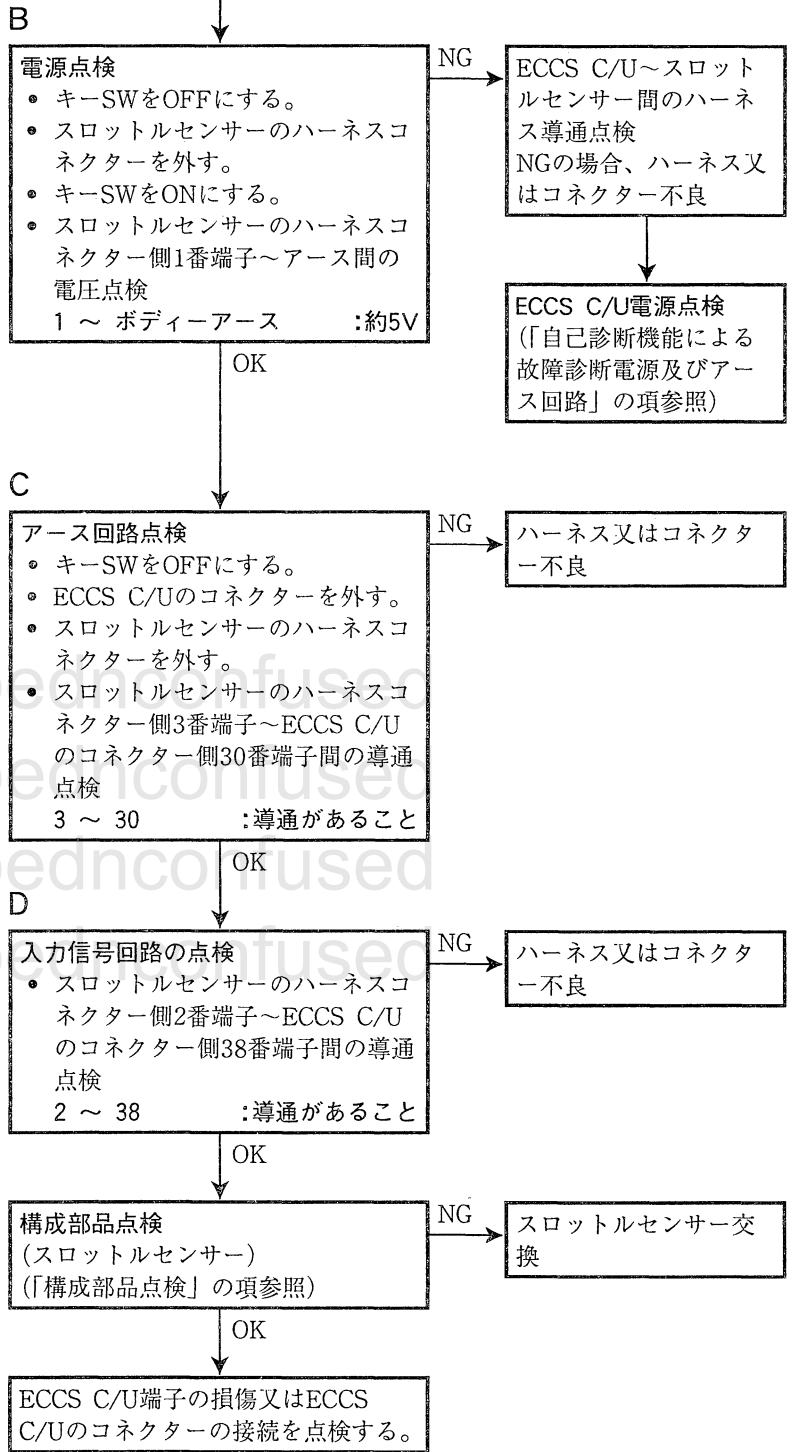 B
電源点検
• キーSWをOFFにする。
• スロットルセンサーのハーネスコ
ネクターを外す。
• キーSWをONにする。
• スロットルセンサーのハーネスコ
ネクター側1番端子～アース間の
電圧点検
1 ～ ボディーアース :約5V
NG
ECCS C/U～スロット
ルセンサー間のハーネ
ス導通点検
NGの場合、ハーネス又
はコネクター不良
ECCS C/U電源点検
(「自己診断機能による
故障診断電源及びアー
ス回路」の項参照)
OK
C
アース回路点検
• キーSWをOFFにする。
• ECCS C/Uのコネクターを外す。
• スロットルセンサーのハーネスコ
ネクターを外す。
• スロットルセンサーのハーネスコ
ネクター側3番端子～ECCS C/U
のコネクター側30番端子間の導通
点検
3 ～ 30 :導通があること
NG
ハーネス又はコネクタ
ー不良
OK
D
入力信号回路の点検
• スロットルセンサーのハーネスコ
ネクター側2番端子～ECCS C/U
のコネクター側38番端子間の導通
点検
2 ～ 38 :導通があること
NG
ハーネス又はコネクタ
ー不良
OK
構成部品点検
(スロットルセンサー)
(「構成部品点検」の項参照)
NG
スロットルセンサー交
換
OK
ECCS C/U端子の損傷又はECCS
C/Uのコネクターの接続を点検する。
pednconfused
pednconfused
pednconfused
pednconfused